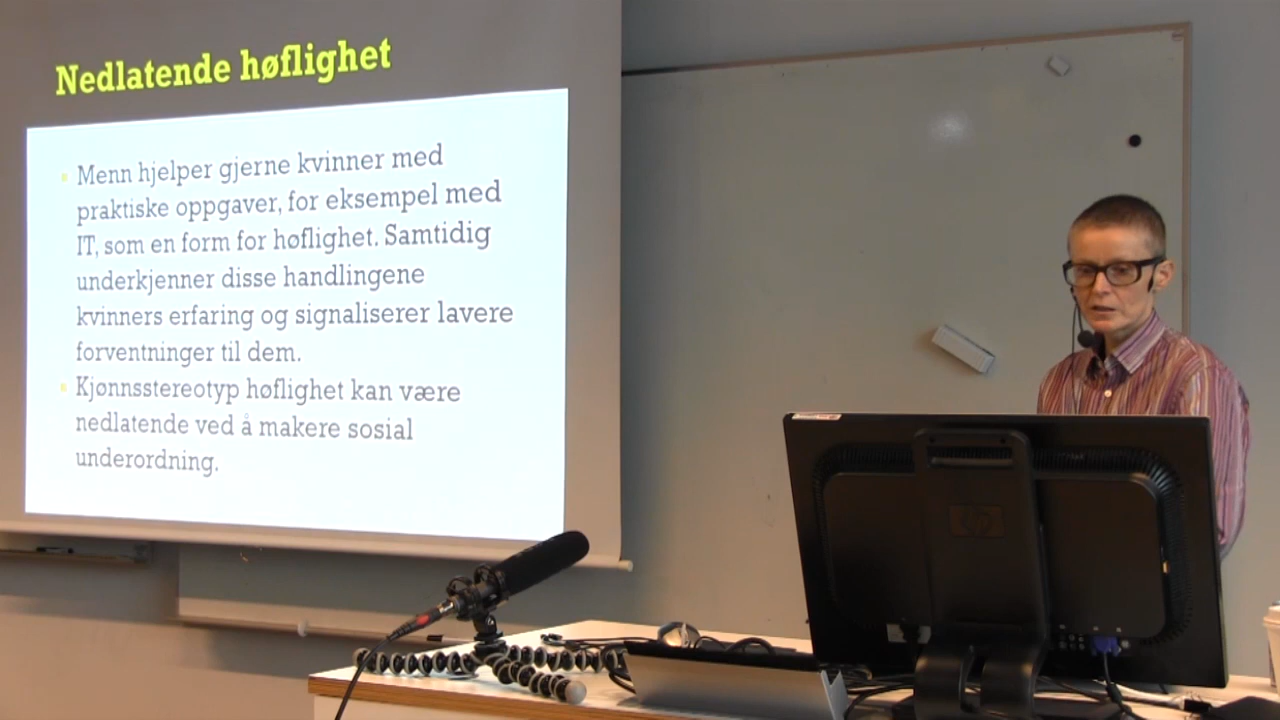 Nedlatende høflighet
Menn hjelper gjerne kvinner med
praktiske oppgaver, for eksempel med
IT, som en form for høflighet. Samtidig
underkjenner disse handlingene
kvinners erfaring og signaliserer lavere
forventninger til dem.
Kjønnsstereotyp høflighet kan være
nedlatende ved å makere sosial
underordning.
hp